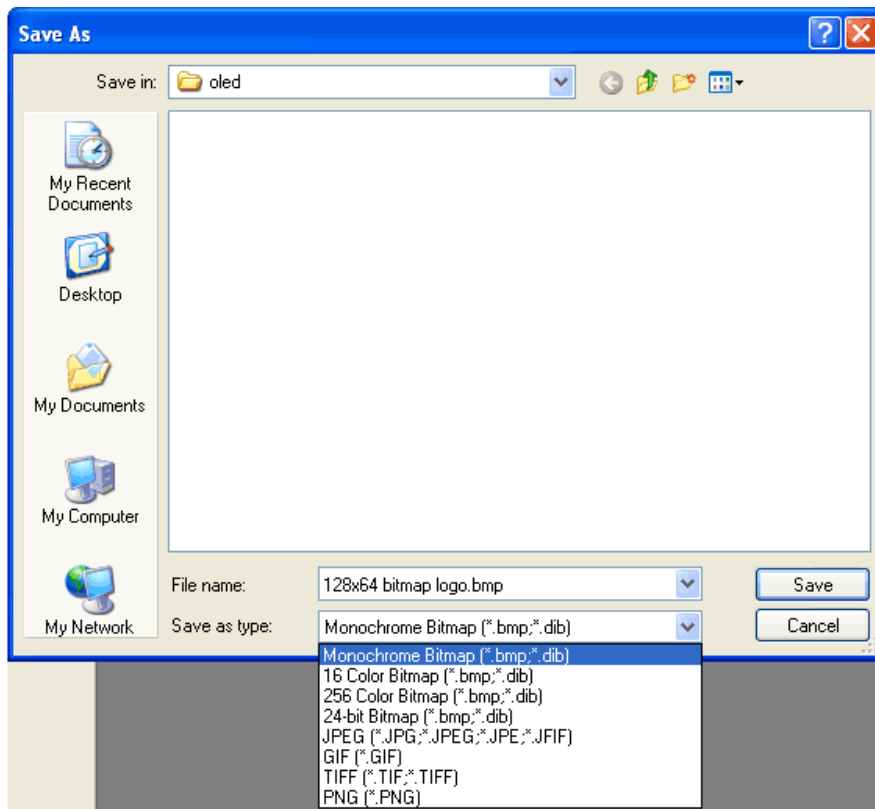 Save As
Save in:
oled
My Recent
Documents
Desktop
My Documents
My Computer
My Network
File name:
128x64 bitmap logo.bmp
Save
Save as type:
Monochrome Bitmap (*.bmp;*.dib)
Cancel
Monochrome Bitmap (*.bmp;*.dib)
16 Color Bitmap (*.bmp;*.dib)
256 Color Bitmap (*.bmp;*.dib)
24-bit Bitmap (*.bmp;*.dib)
JPEG (*.JPG;*.JPEG;*.JPE;*.JFIF)
GIF (*.GIF)
TIFF (*.TIF;*.TIFF)
PNG (*.PNG)